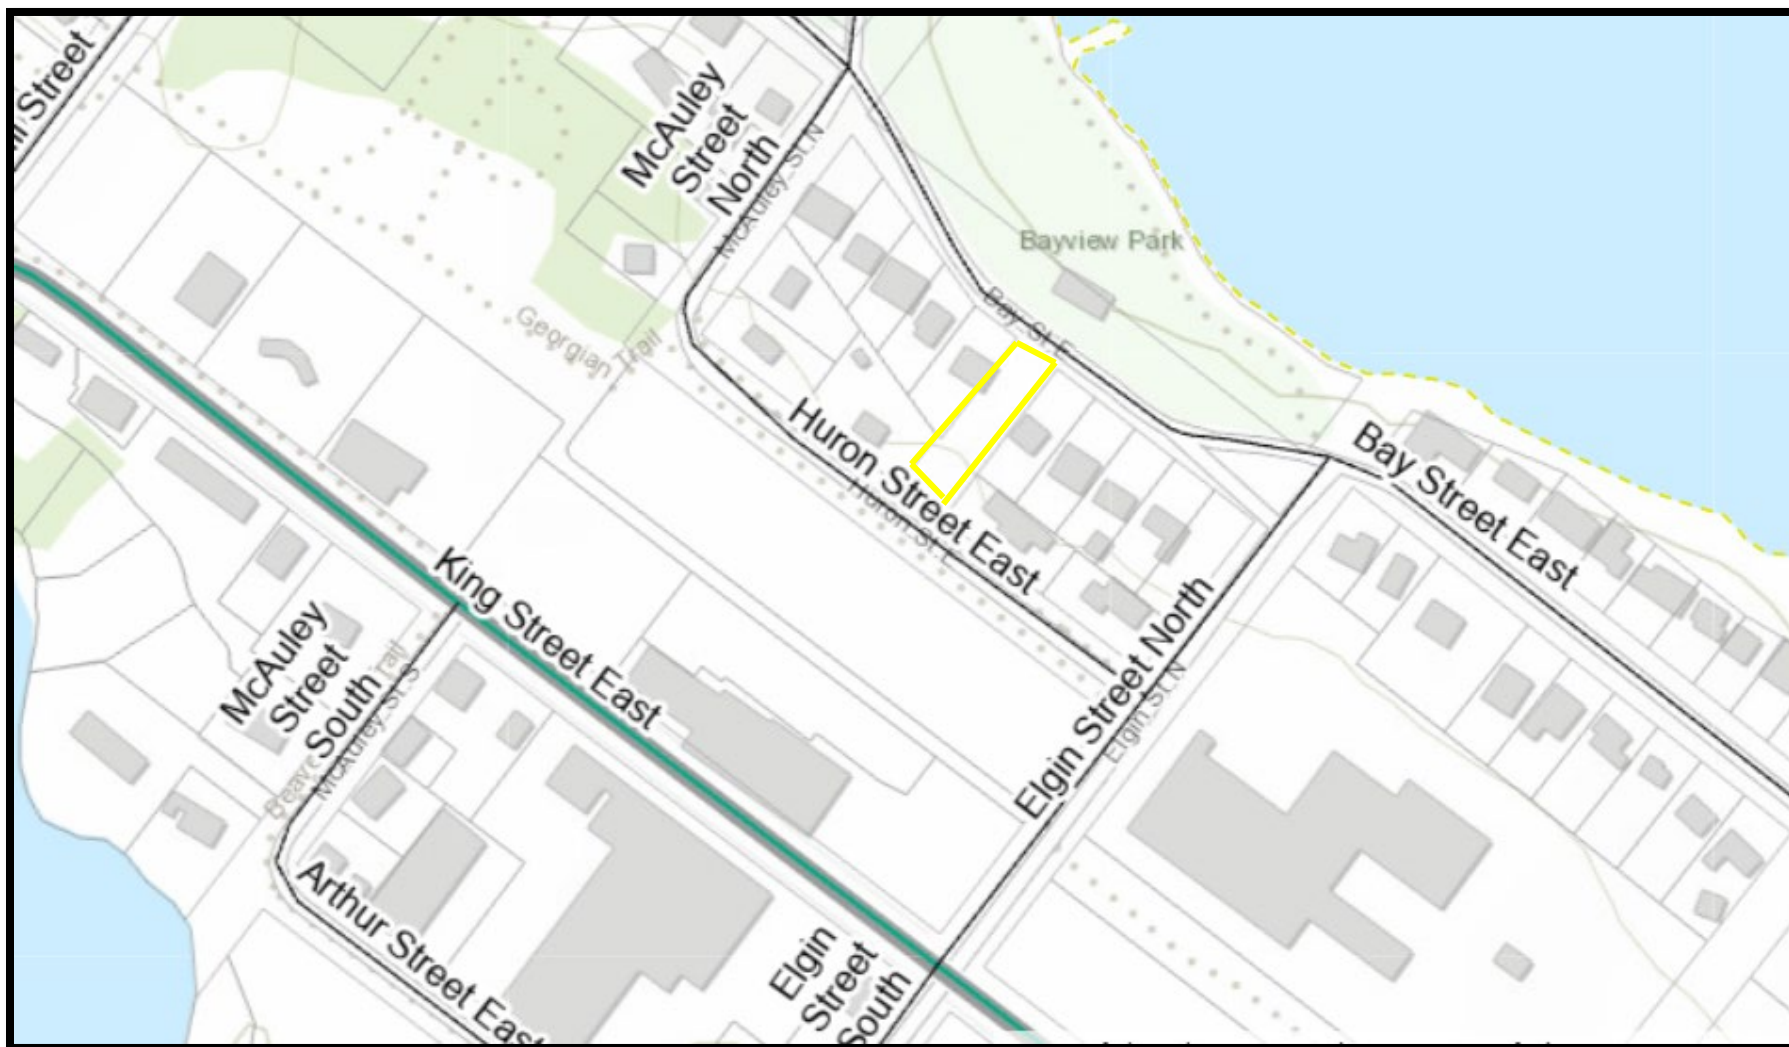 Street
McAuley
Street
North
McAuley St N
Bayview Park
Bay St E
Georgian Trail
Huron Street East
Huron St E
Bay Street East
King Street East
Elgin Street North
Elgin St N
McAuley
Street
South
Trail
McAuley St S
Arthur Street East
Elgin
Street
South